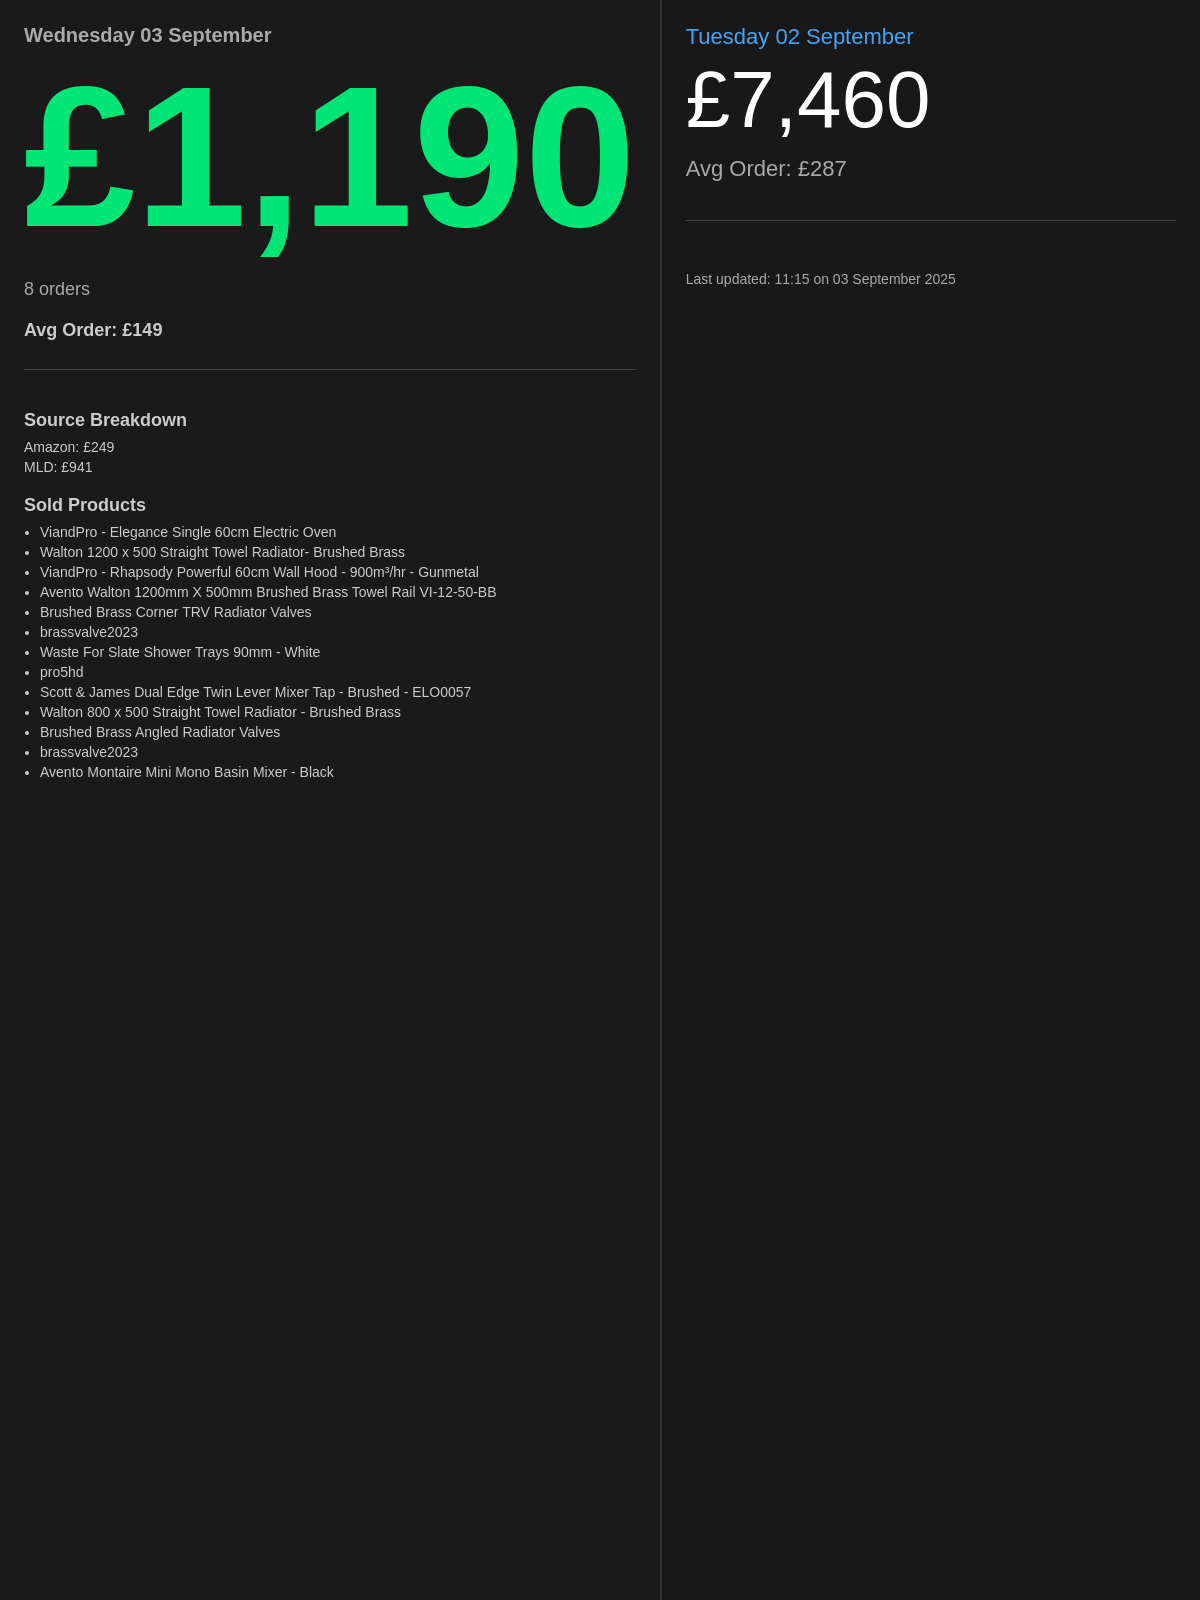 Wednesday 03 September
£1,190
8 orders
Avg Order: £149
Source Breakdown
Amazon: £249
MLD: £941
Sold Products
• ViandPro - Elegance Single 60cm Electric Oven
• Walton 1200 x 500 Straight Towel Radiator- Brushed Brass
• ViandPro - Rhapsody Powerful 60cm Wall Hood - 900m³/hr - Gunmetal
• Avento Walton 1200mm X 500mm Brushed Brass Towel Rail VI-12-50-BB
• Brushed Brass Corner TRV Radiator Valves
• brassvalve2023
• Waste For Slate Shower Trays 90mm - White
• pro5hd
• Scott & James Dual Edge Twin Lever Mixer Tap - Brushed - ELO0057
• Walton 800 x 500 Straight Towel Radiator - Brushed Brass
• Brushed Brass Angled Radiator Valves
• brassvalve2023
• Avento Montaire Mini Mono Basin Mixer - Black
Tuesday 02 September
£7,460
Avg Order: £287
Last updated: 11:15 on 03 September 2025